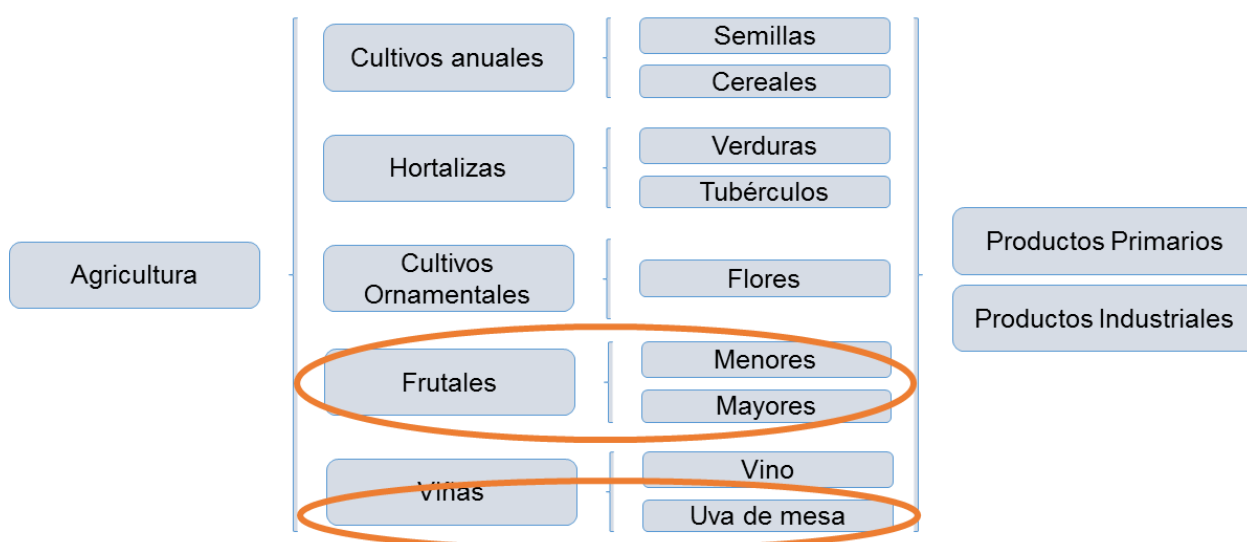 Agricultura
Cultivos anuales
Semillas
Cereales
Hortalizas
Verduras
Tubérculos
Cultivos
Ornamentales
Flores
Frutales
Menores
Mayores
Viñas
Vino
Uva de mesa
Productos Primarios
Productos Industriales